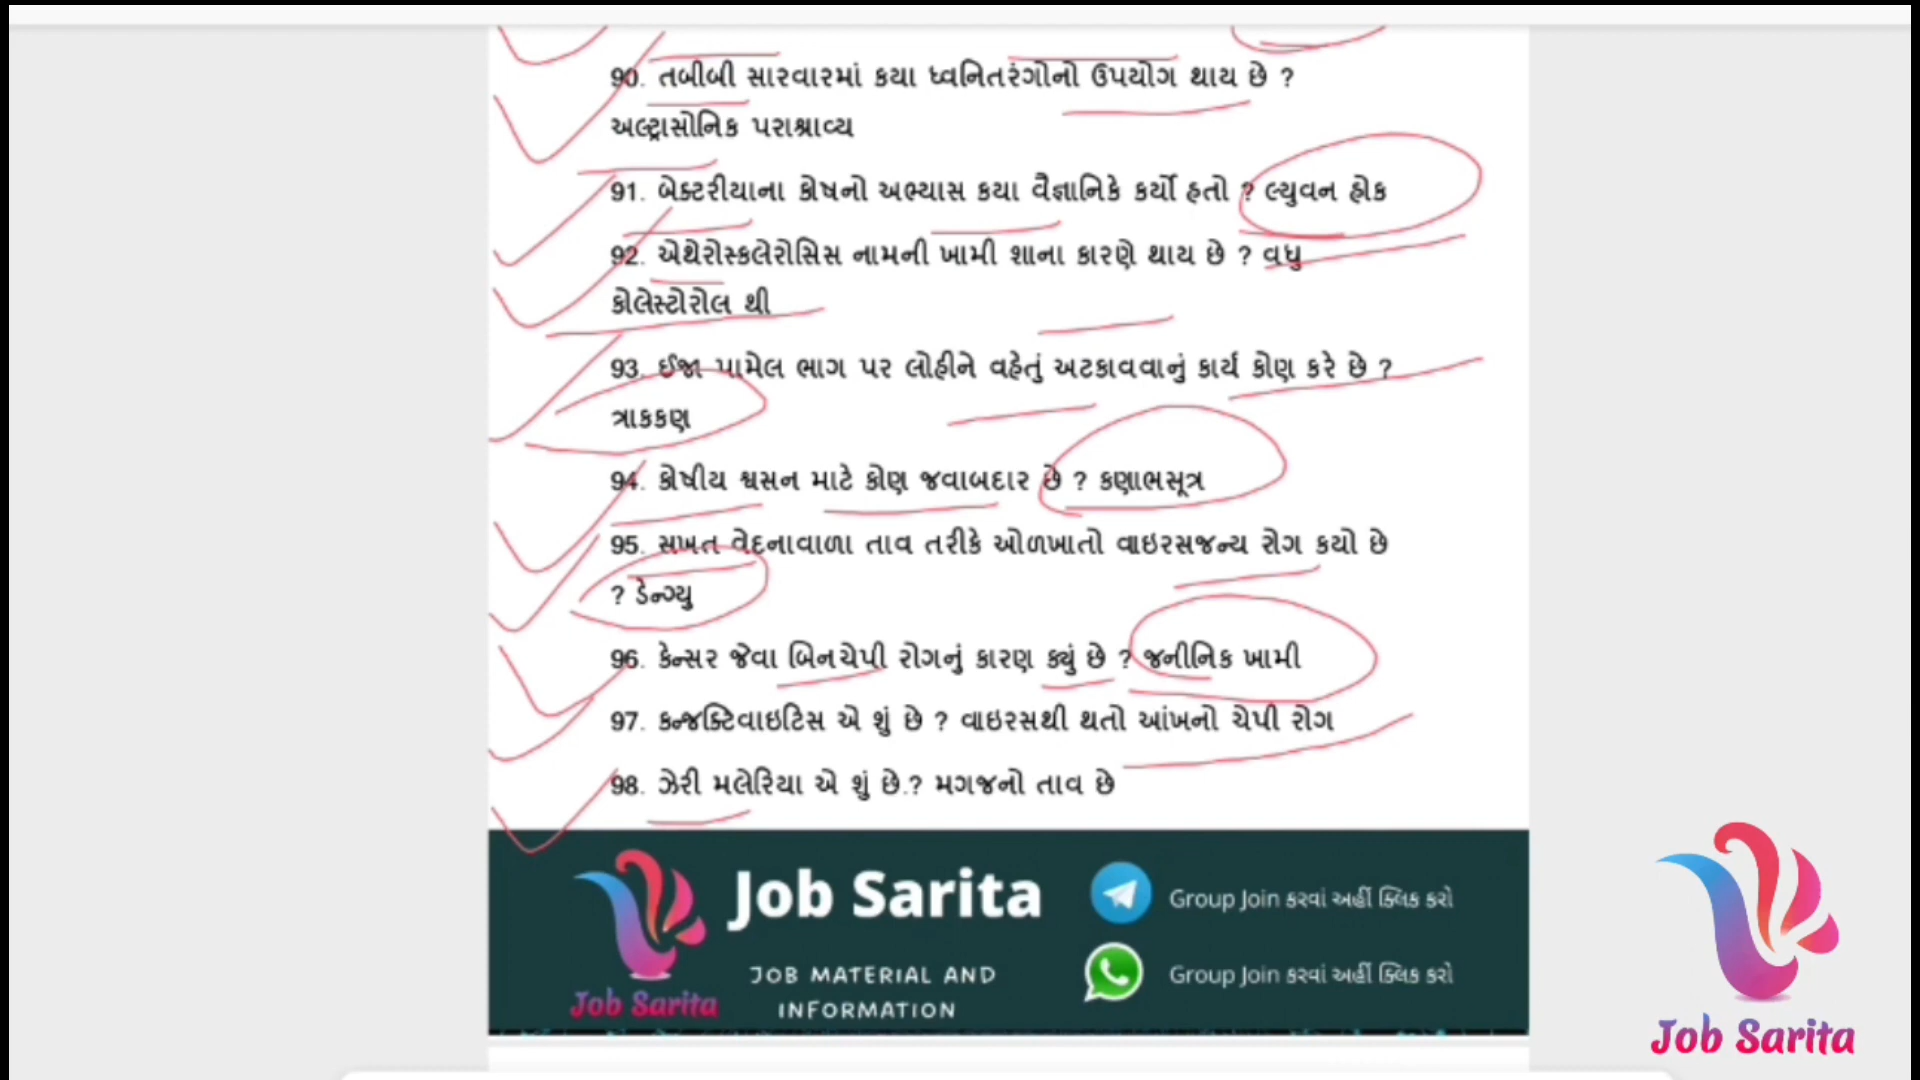 90. તબીબી સારવારમાં કયા ધ્વનિતરંગોનો ઉપયોગ થાય છે ?
અલ્ટ્રાસોનિક પરાશ્રાવ્ય
91. બેક્ટરીયાના કોષનો અભ્યાસ કયા વૈજ્ઞાનિકે કર્યો હતો ? લ્યુવન હોક
92. એથેરોસ્કલેરોસિસ નામની ખામી શાના કારણે થાય છે ? વધુ
કોલેસ્ટોરોલ થી
93. ઈજા પામેલ ભાગ પર લોહીને વહેતું અટકાવવાનું કાર્ય કોણ કરે છે ?
ત્રાકકણ
94. કોષીય શ્વસન માટે કોણ જવાબદાર છે ? કણાભસૂત્ર
95. સખત વેદનાવાળા તાવ તરીકે ઓળખાતો વાઇરસજન્ય રોગ કયો છે
? ડેન્ગ્યુ
96. કેન્સર જેવા બિનચેપી રોગનું કારણ ક્યું છે ? જનીનિક ખામી
97. કન્જક્ટિવાઇટિસ એ શું છે ? વાઇરસથી થતો આંખનો ચેપી રોગ
98. ઝેરી મલેરિયા એ શું છે.? મગજનો તાવ છે
Job Sarita
JOB MATERIAL AND
INFORMATION
Job Sarita
Group Join કરવાં અહીં ક્લિક કરો
Group Join કરવાં અહીં ક્લિક કરો
Job Sarita